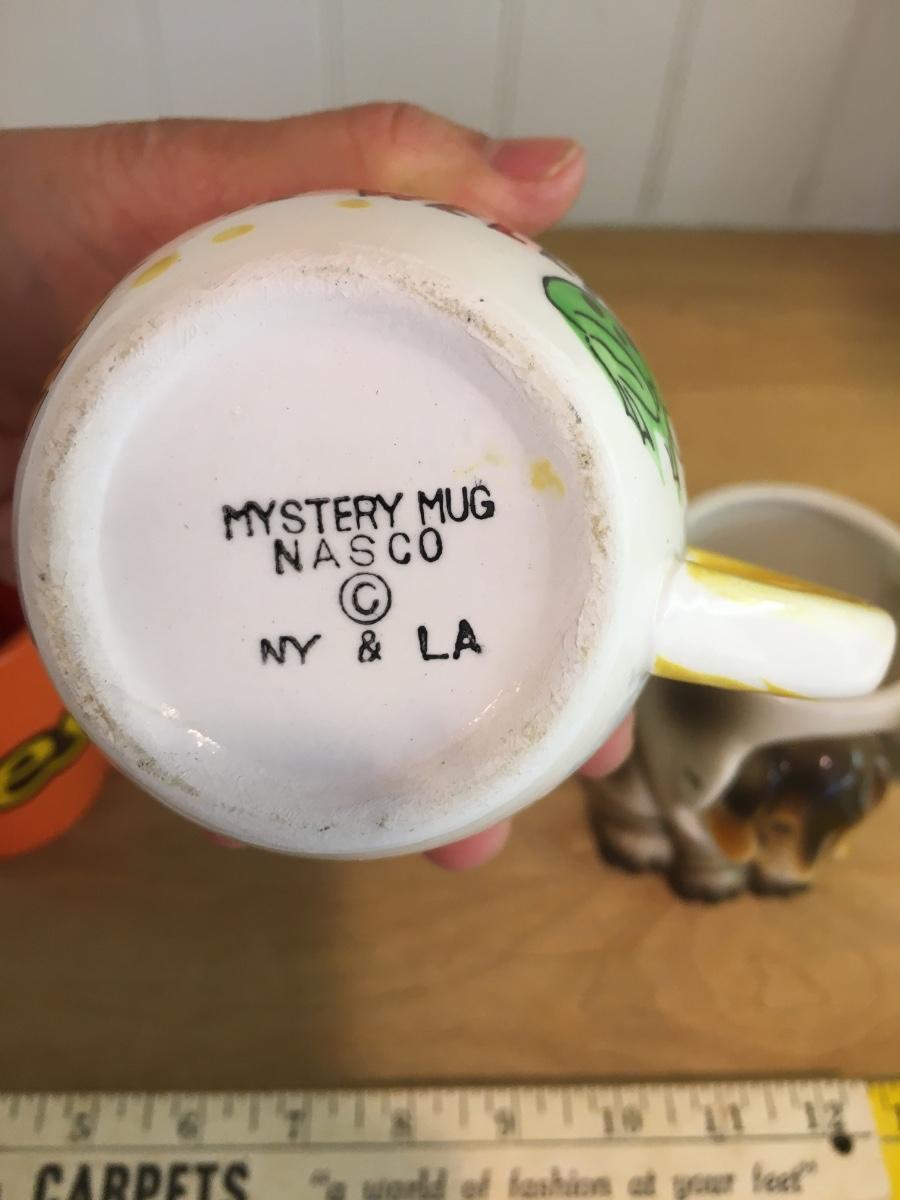 MYSTERY MUG
NASCO
©
NY & LA
5 6 7 8 9 10 11 12
CARPETS "a world of fashion at your feet"